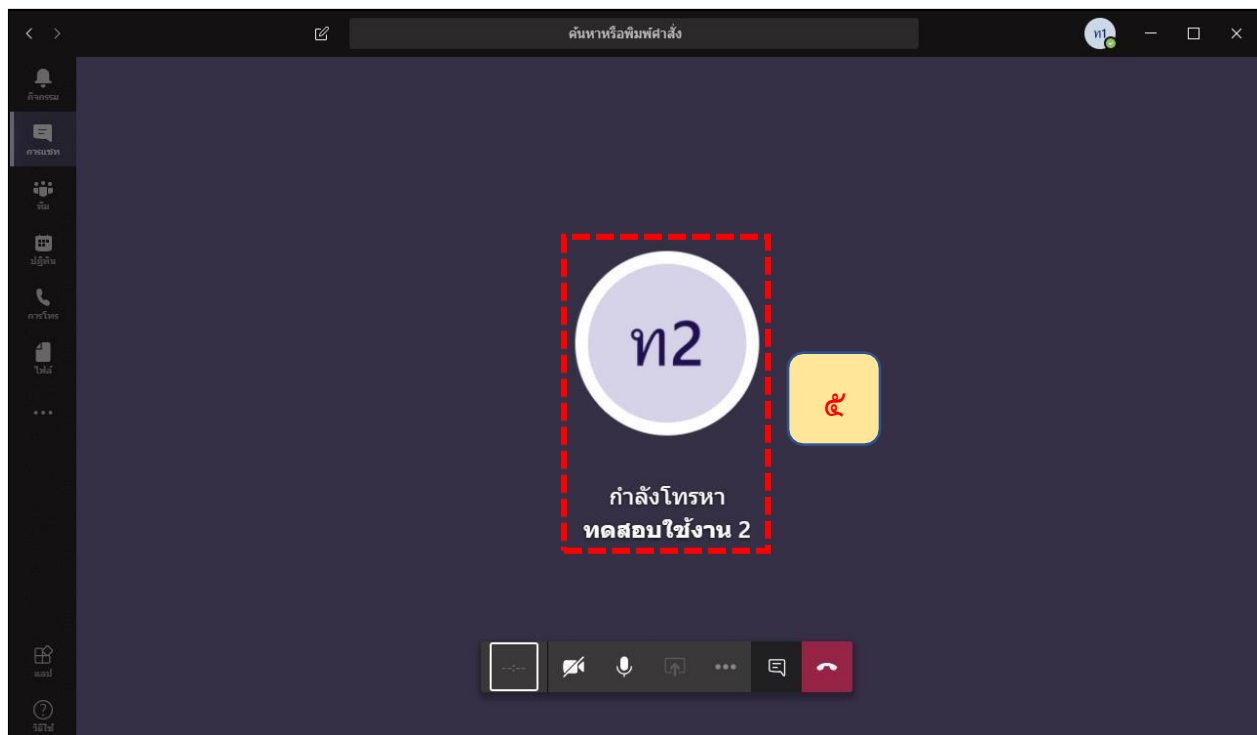 ค้นหาหรือพิมพ์คำสั่ง
ท1
กิจกรรม
การแชท
ทีม
ปฏิทิน
การโทร
ไฟล์
ท2
๕
กำลังโทรหา
ทดสอบใช้งาน 2
--:--
แอป
วิธีใช้